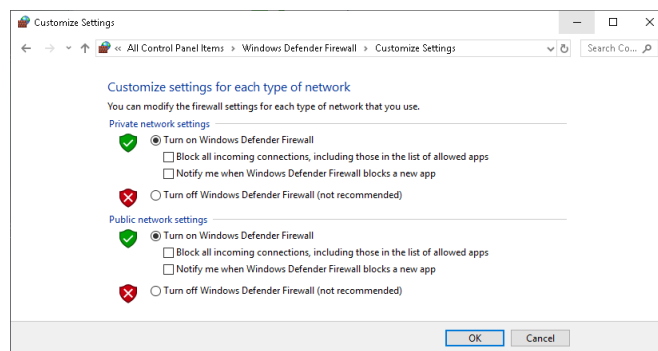 Customize Settings
« All Control Panel Items > Windows Defender Firewall > Customize Settings
Search Co...
Customize settings for each type of network
You can modify the firewall settings for each type of network that you use.
Private network settings
Turn on Windows Defender Firewall
Block all incoming connections, including those in the list of allowed apps
Notify me when Windows Defender Firewall blocks a new app
Turn off Windows Defender Firewall (not recommended)
Public network settings
Turn on Windows Defender Firewall
Block all incoming connections, including those in the list of allowed apps
Notify me when Windows Defender Firewall blocks a new app
Turn off Windows Defender Firewall (not recommended)
OK
Cancel